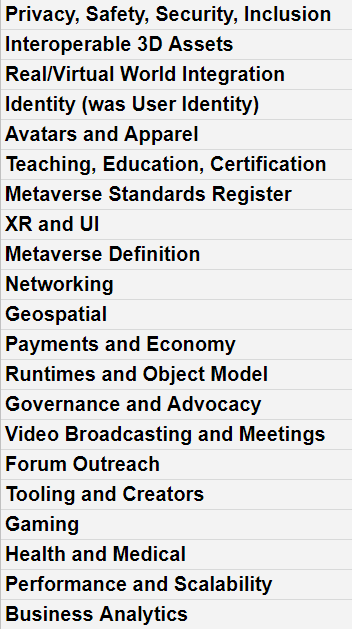 Privacy, Safety, Security, Inclusion
Interoperable 3D Assets
Real/Virtual World Integration
Identity (was User Identity)
Avatars and Apparel
Teaching, Education, Certification
Metaverse Standards Register
XR and UI
Metaverse Definition
Networking
Geospatial
Payments and Economy
Runtimes and Object Model
Governance and Advocacy
Video Broadcasting and Meetings
Forum Outreach
Tooling and Creators
Gaming
Health and Medical
Performance and Scalability
Business Analytics